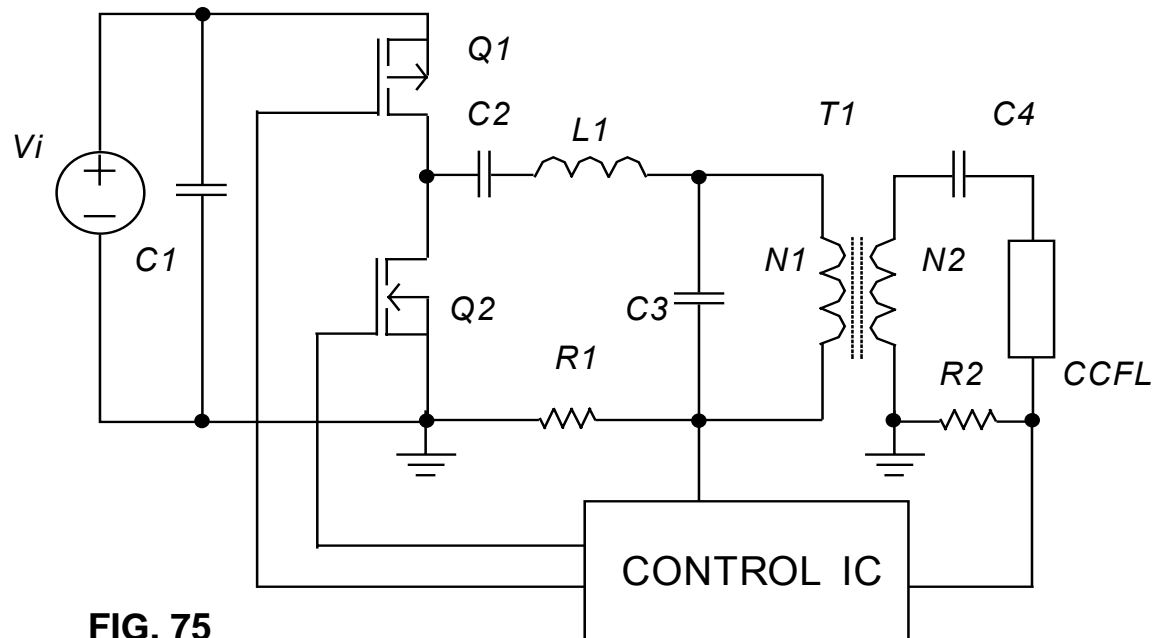 Q1
C2
L1
T1
C4
Vi
C1
Q2
C3
N1
N2
R1
R2
CCFL
CONTROL IC
FIG. 75